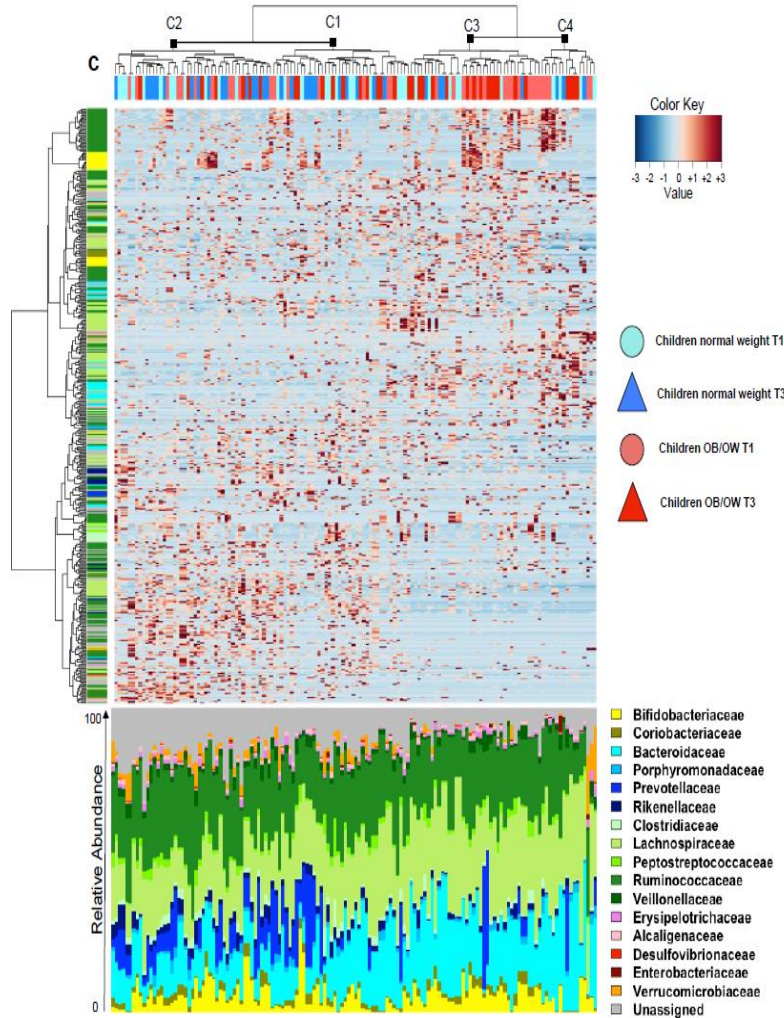 C2
C1
C3
C4
C
Color Key
-3 -2 -1 0 +1 +2 +3
Value
Children normal weight T1
Children normal weight T3
Children OB/OW T1
Children OB/OW T3
100
Relative Abundance
0
Bifidobacteriaceae
Coriobacteriaceae
Bacteroidaceae
Porphyromonadaceae
Prevotellaceae
Rikenellaceae
Clostridiaceae
Lachnospiraceae
Peptostreptococcaceae
Ruminococcaceae
Veillonellaceae
Erysipelotrichaceae
Alcaligenaceae
Desulfovibrionaceae
Enterobacteriaceae
Verrucomicrobiaceae
Unassigned